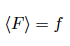 ⟨F⟩ = f